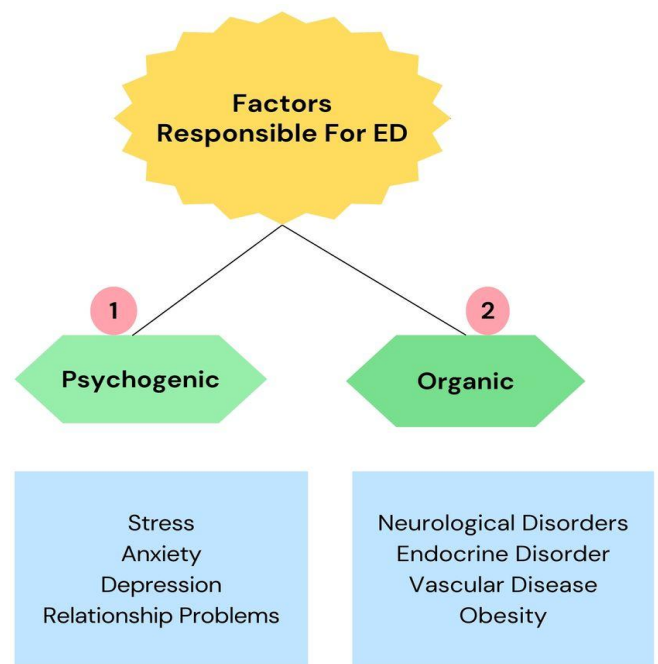 Factors
Responsible For ED
1
2
Psychogenic
Organic
Stress
Anxiety
Depression
Relationship Problems
Neurological Disorders
Endocrine Disorder
Vascular Disease
Obesity